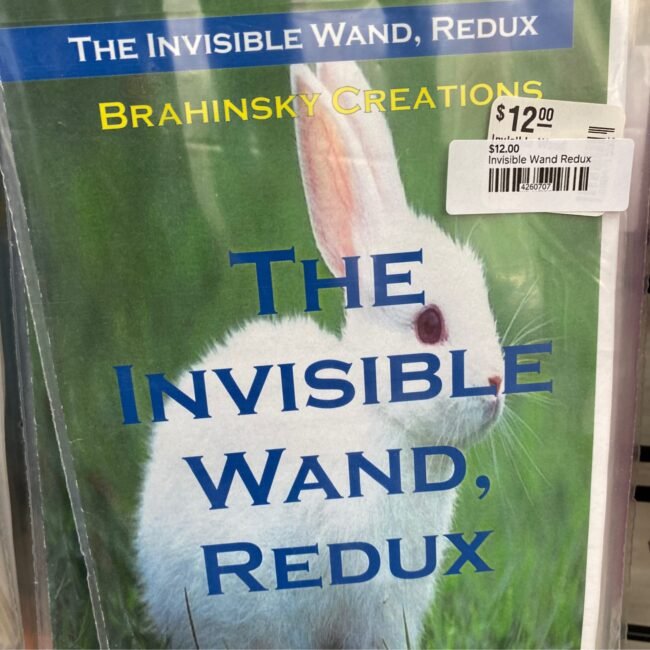 THE INVISIBLE WAND, REDUX
BRAHINSKY CREATIONS
$12.00
$12.00
Invisible Wand Redux
4260707
THE
INVISIBLE
WAND,
REDUX